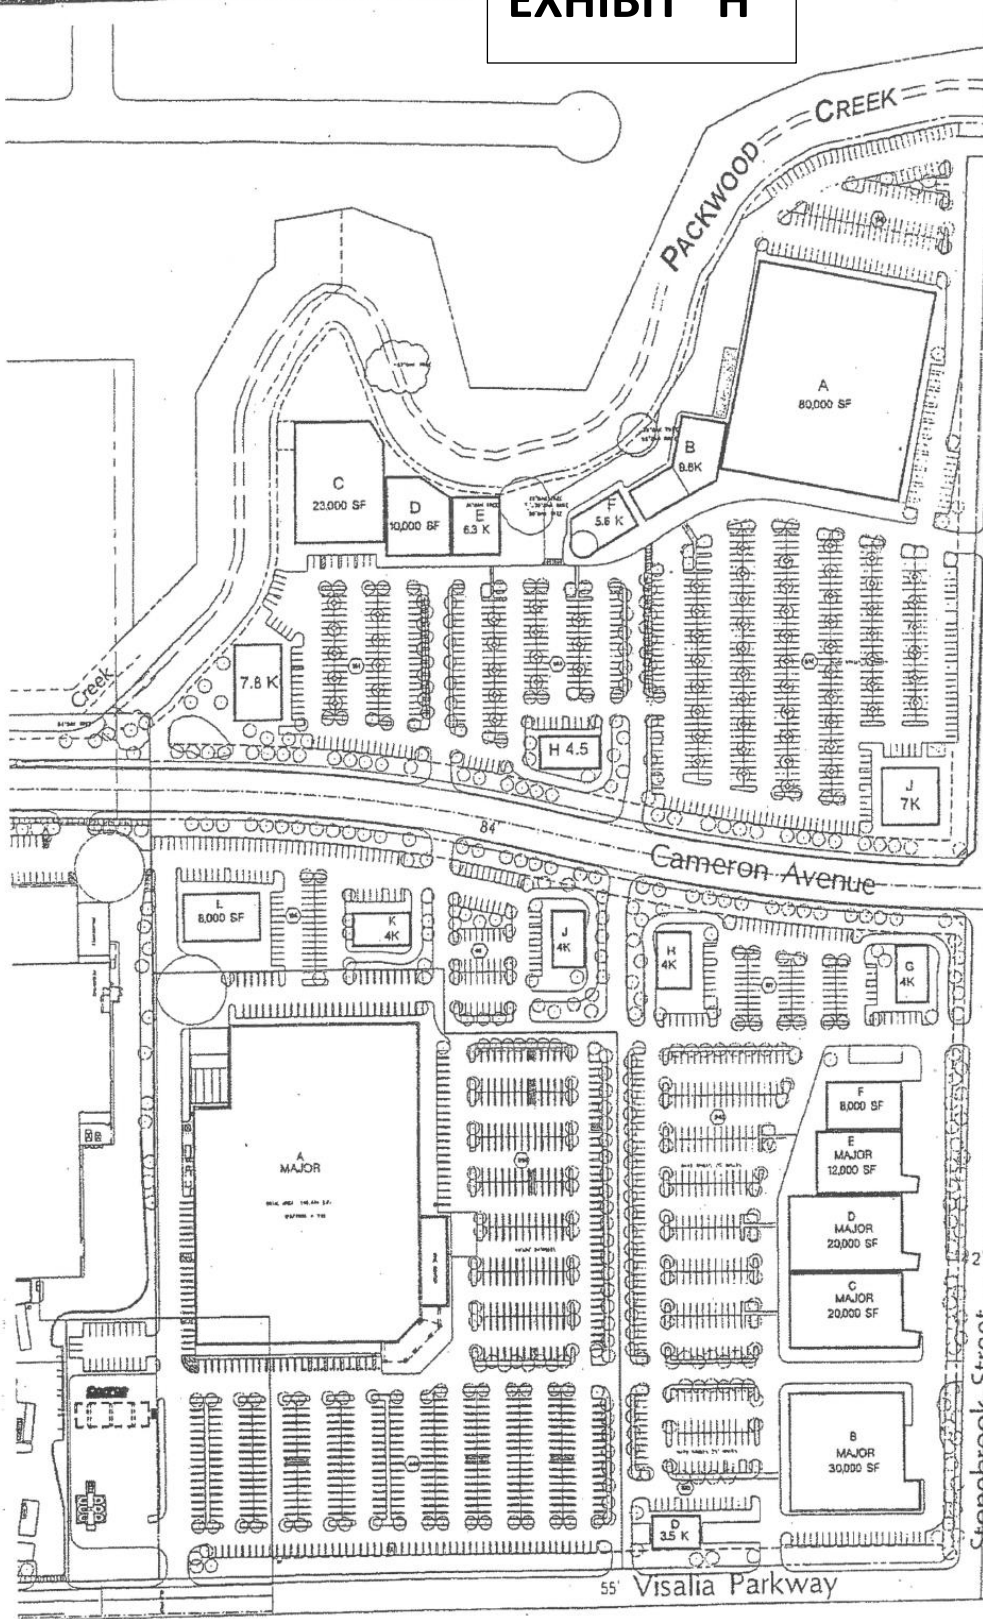 EXHIBIT "H"
PACKWOOD CREEK
A
80,000 SF
B
9.6K
C
23,000 SF
D
10,000 SF
E
6.3 K
F
5.6 K
Creek
7.8 K
H 4.5
J
7K
84'
Cameron Avenue
L
8,000 SF
K
4K
J
4K
H
4K
G
4K
F
8,000 SF
E
MAJOR
12,000 SF
A
MAJOR
D
MAJOR
20,000 SF
C
MAJOR
20,000 SF
B
MAJOR
30,000 SF
D
3.5 K
Stonebrook Street
55' Visalia Parkway